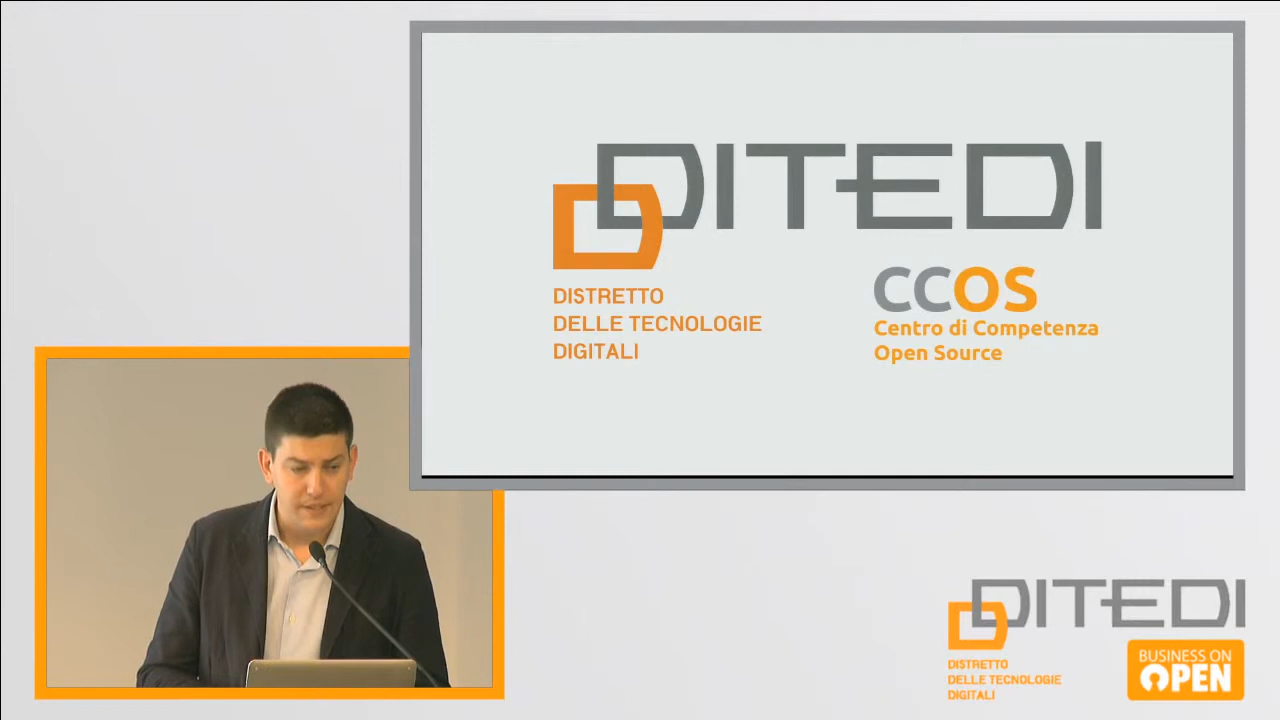 DITEDI
DISTRETTO
DELLE TECNOLOGIE
DIGITALI
CCOS
Centro di Competenza
Open Source
DITEDI
DISTRETTO
DELLE TECNOLOGIE
DIGITALI
BUSINESS ON
OPEN